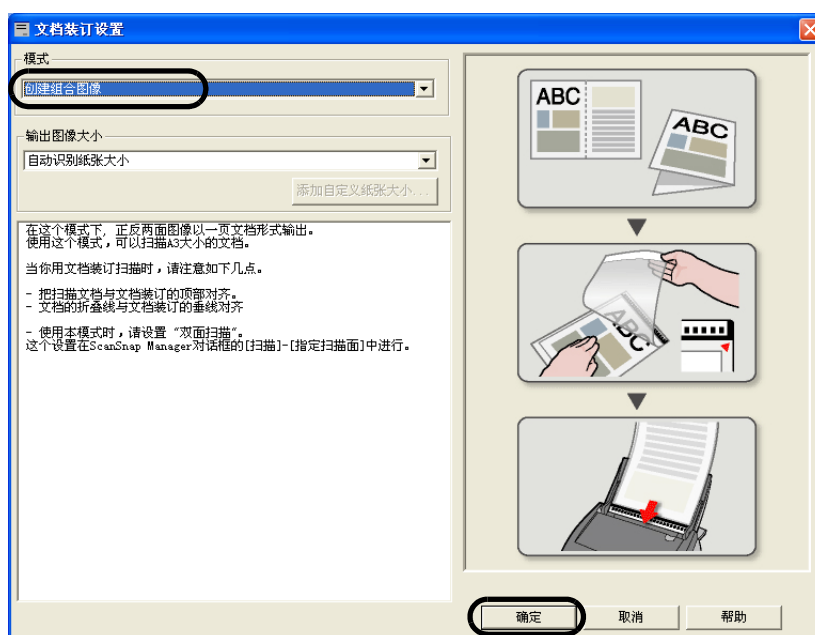 文档装订设置
模式
创建组合图像
输出图像大小
自动识别纸张大小
添加自定义纸张大小...
在这个模式下, 正反两面图像以一页文档形式输出。
使用这个模式,可以扫描A3大小的文档。
当你用文档装订扫描时,请注意如下几点。
- 把扫描文档与文档装订的顶部对齐。
- 文档的折叠线与文档装订的垂线对齐
- 使用本模式时,请设置 “双面扫描”。
这个设置在ScanSnap Manager对话框的[扫描]-[指定扫描面]中进行。
ABC
ABC
ABC
确定
取消
帮助